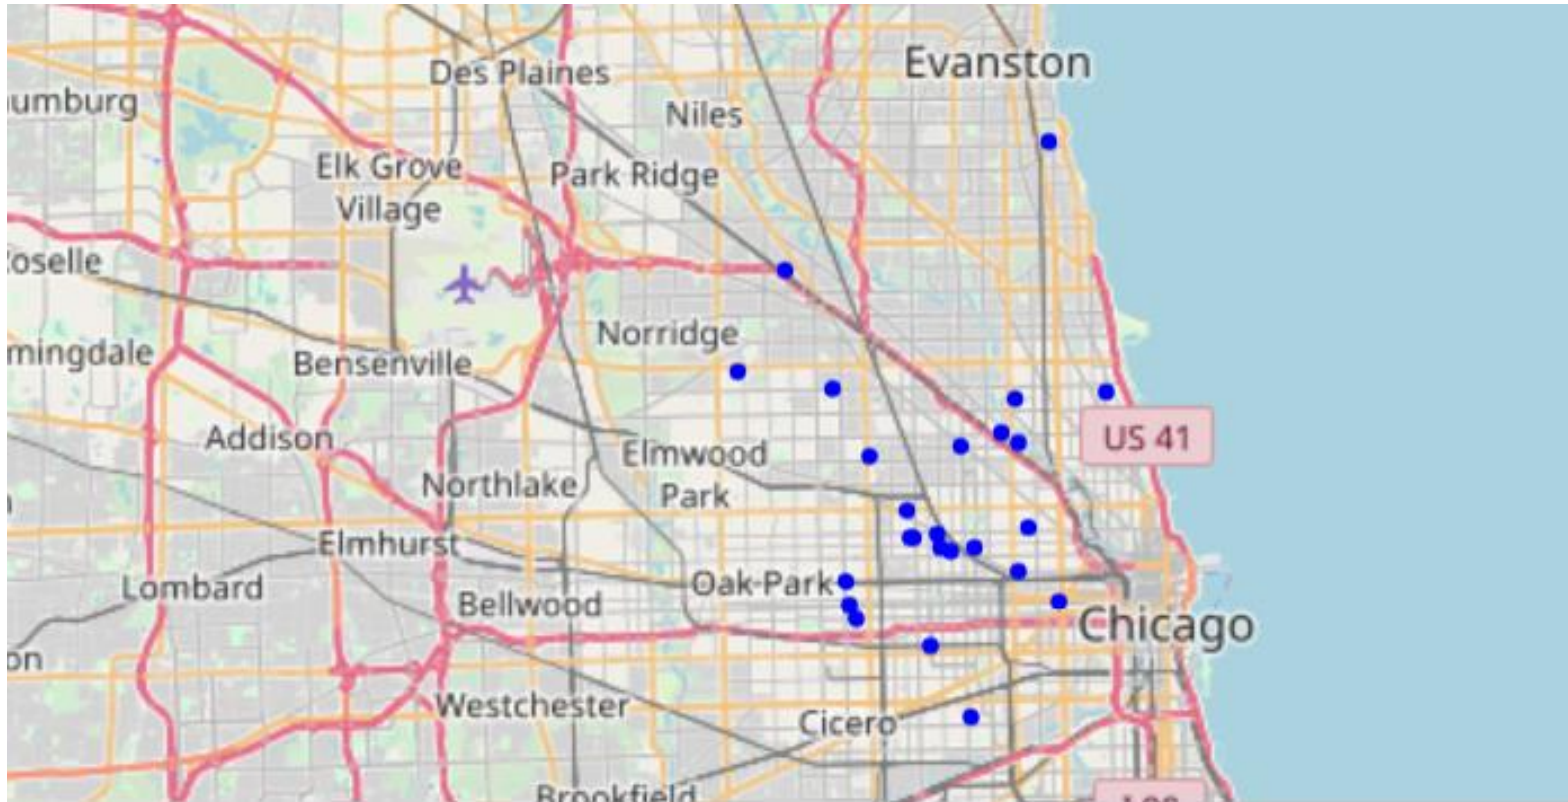 Evanston
Des Plaines
umburg
Niles
Elk Grove
Village
Park Ridge
oselle
Norridge
mingdale
Bensenville
Addison
US 41
Elmwood
Park
Northlake
Elmhurst
Oak Park
Lombard
Bellwood
Chicago
on
Westchester
Cicero
Brookfield